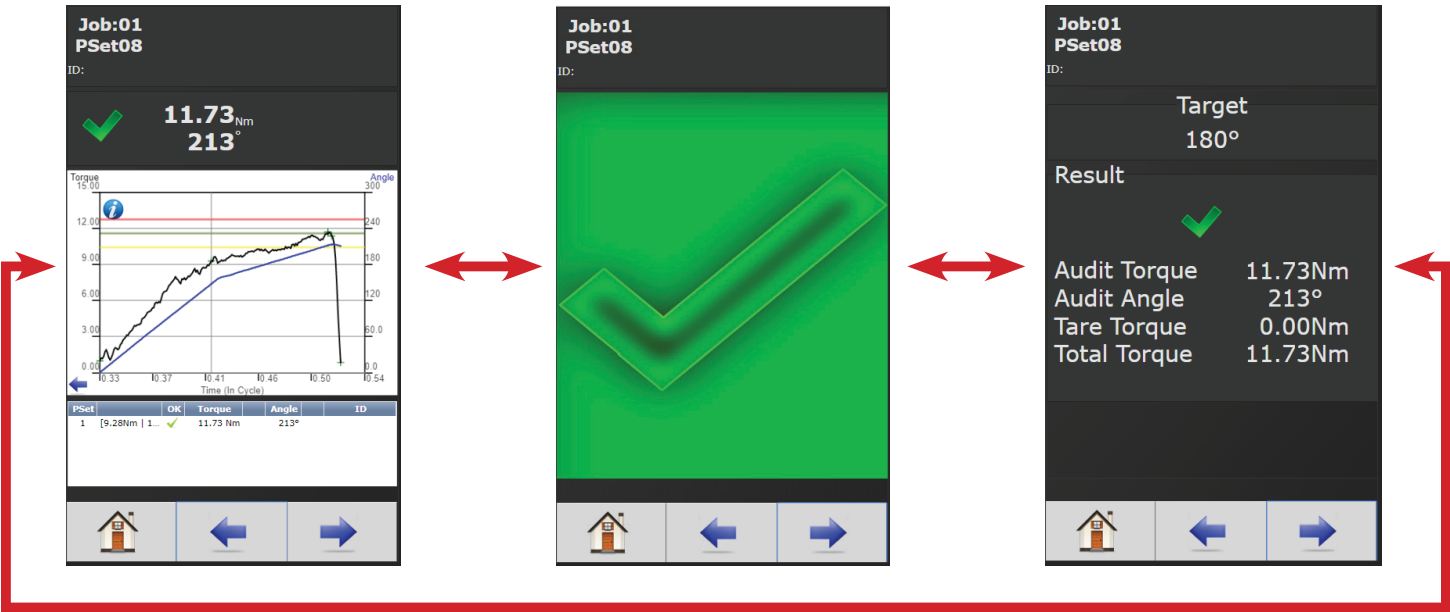 Job:01
PSet08
ID:
11.73Nm
213°
Torque
Angle
15.00
300
12.00
240
9.00
180
6.00
120
3.00
60.0
0.00
0.0
0.33 0.37 0.41 0.46 0.50 0.54
Time (In Cycle)
PSet OK Torque Angle ID
1 [9.28Nm | 1... 11.73 Nm 213°
Job:01
PSet08
ID:
Job:01
PSet08
ID:
Target
180°
Result
Audit Torque 11.73Nm
Audit Angle 213°
Tare Torque 0.00Nm
Total Torque 11.73Nm